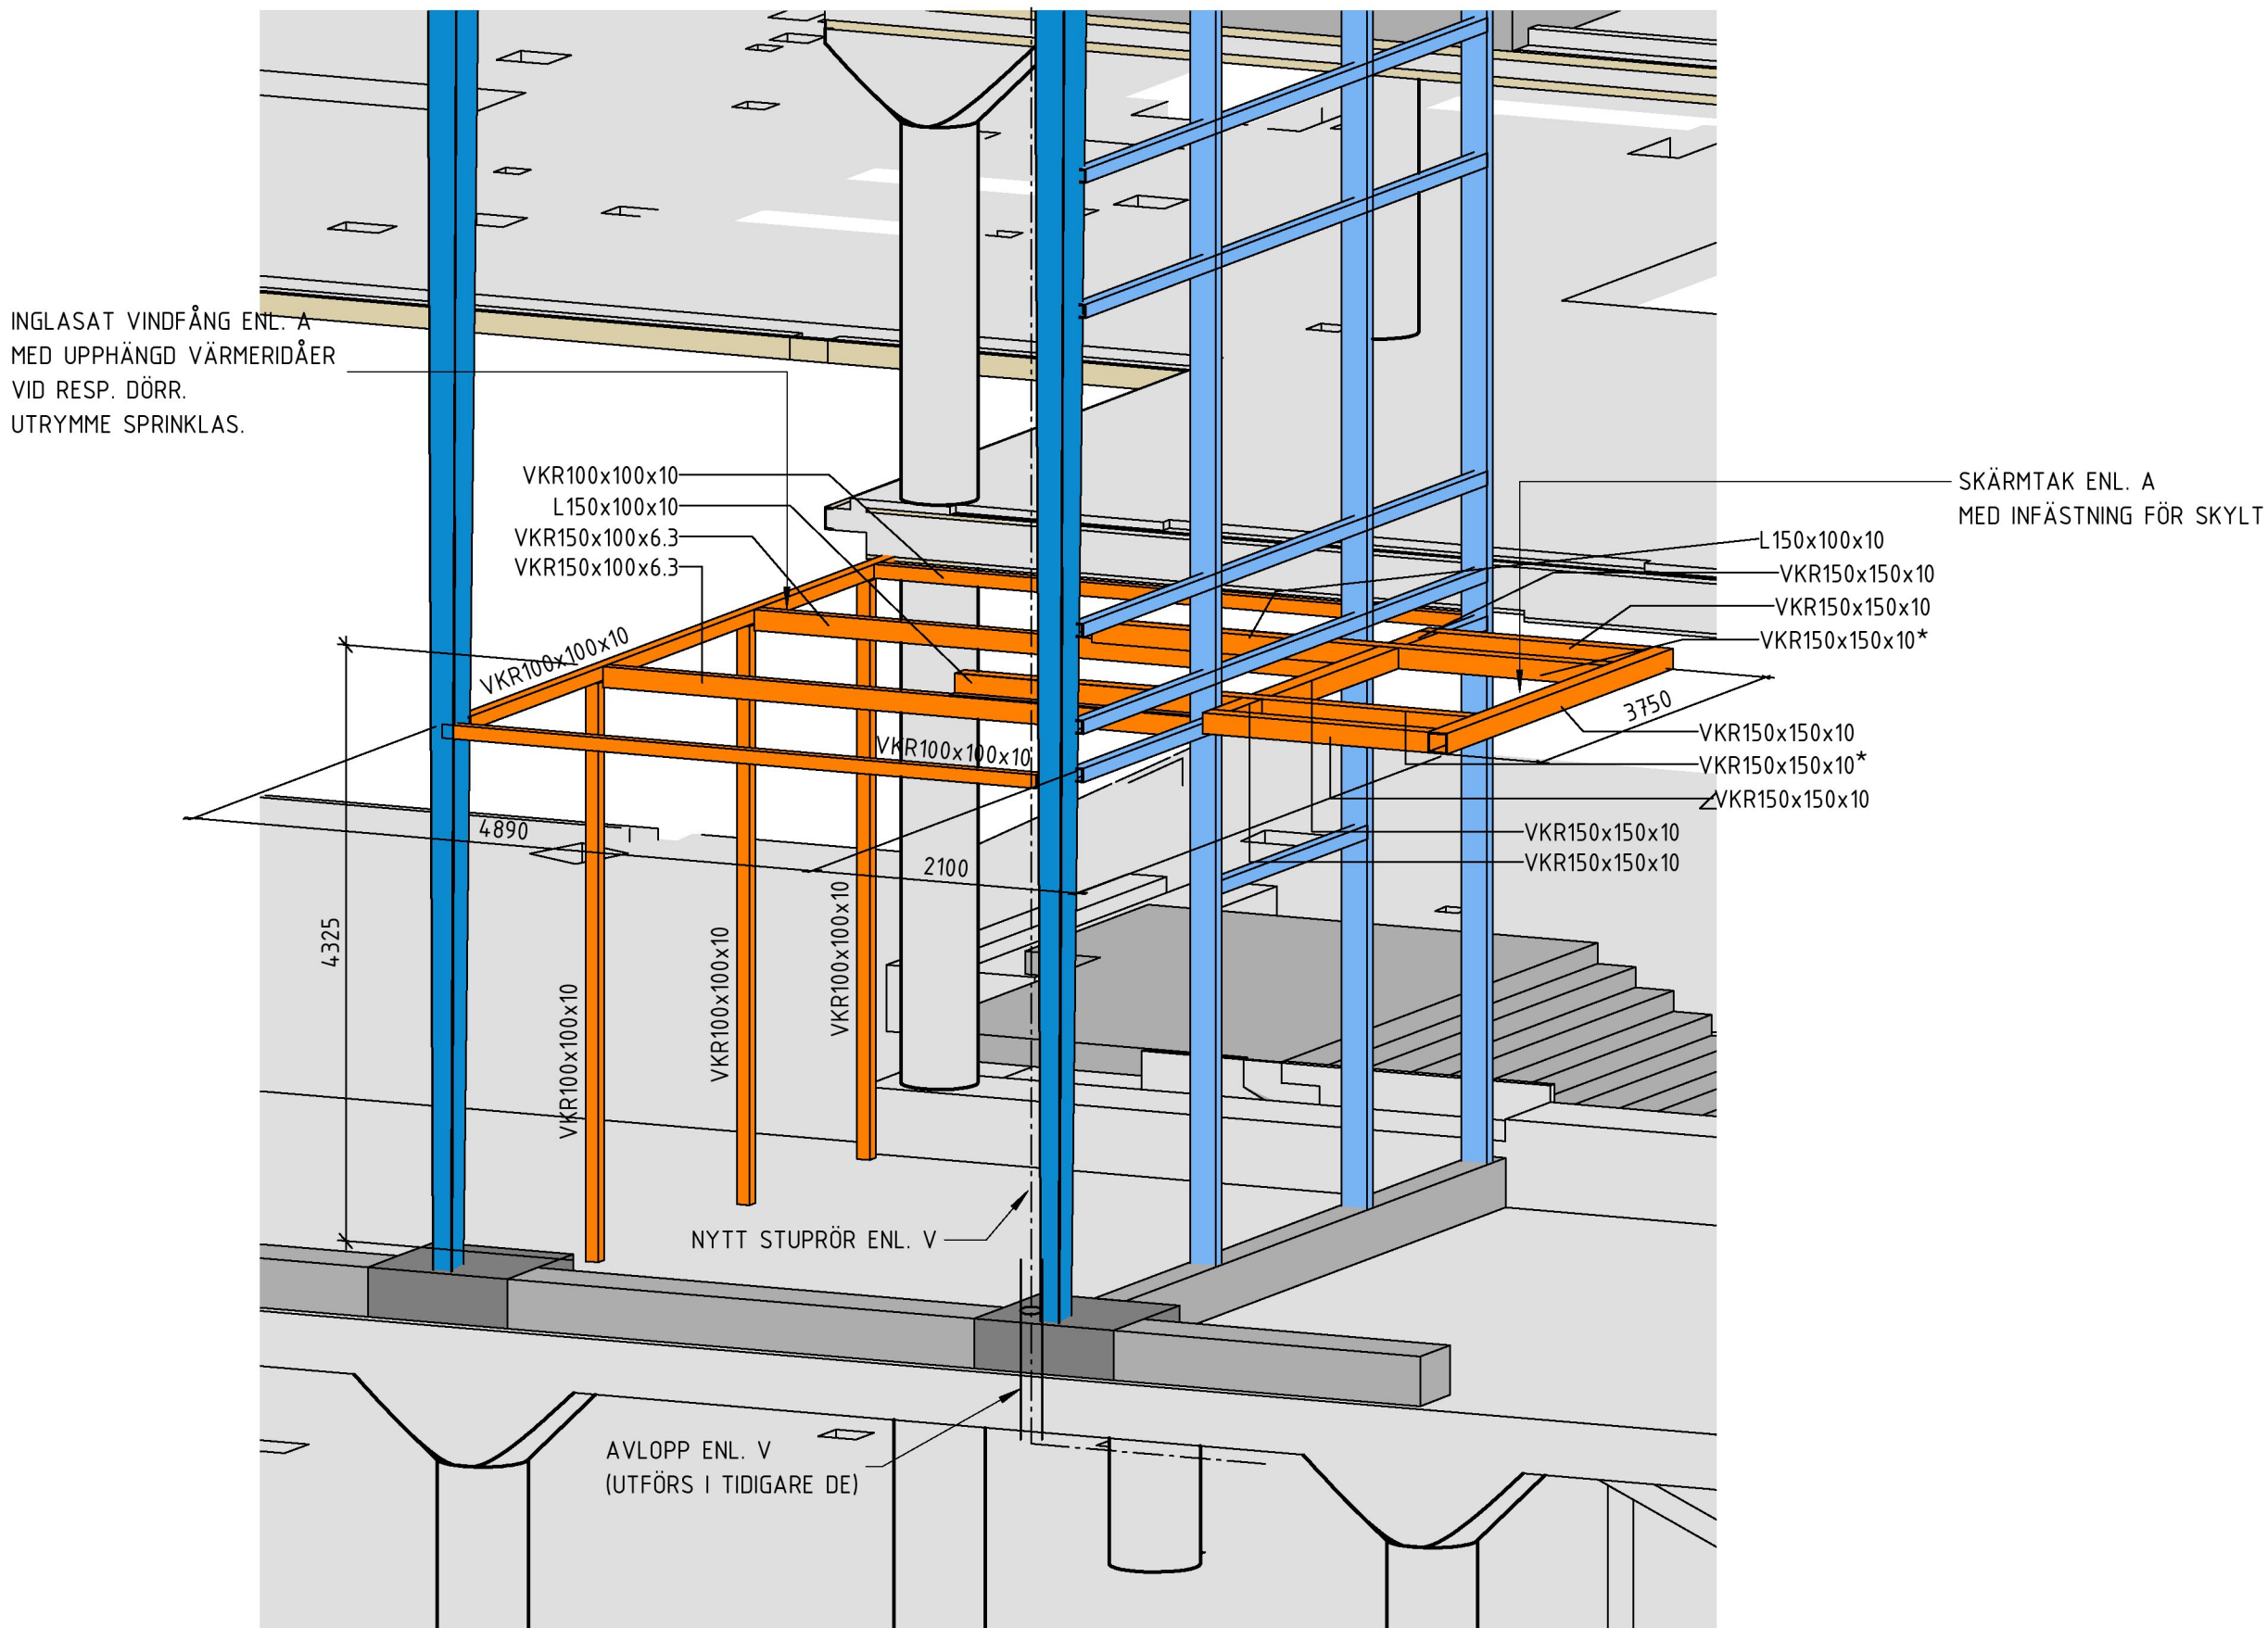 INGLASAT VINDFÅNG ENL. A
MED UPPHÄNGD VÄRMERIDÅER
VID RESP. DÖRR.
UTRYMME SPRINKLAS.
VKR100x100x10
L150x100x10
VKR150x100x6.3
VKR150x100x6.3
SKÄRMTAK ENL. A
MED INFÄSTNING FÖR SKYLT
L150x100x10
VKR150x150x10
VKR150x150x10
VKR150x150x10*
VKR100x100x10
3750
VKR150x150x10
VKR150x150x10*
VKR150x150x10
VKR100x100x10
VKR150x150x10
VKR150x150x10
4890
2100
4325
VKR100x100x10
VKR100x100x10
VKR100x100x10
NYTT STUPRÖR ENL. V
AVLOPP ENL. V
(UTFÖRS I TIDIGARE DE)